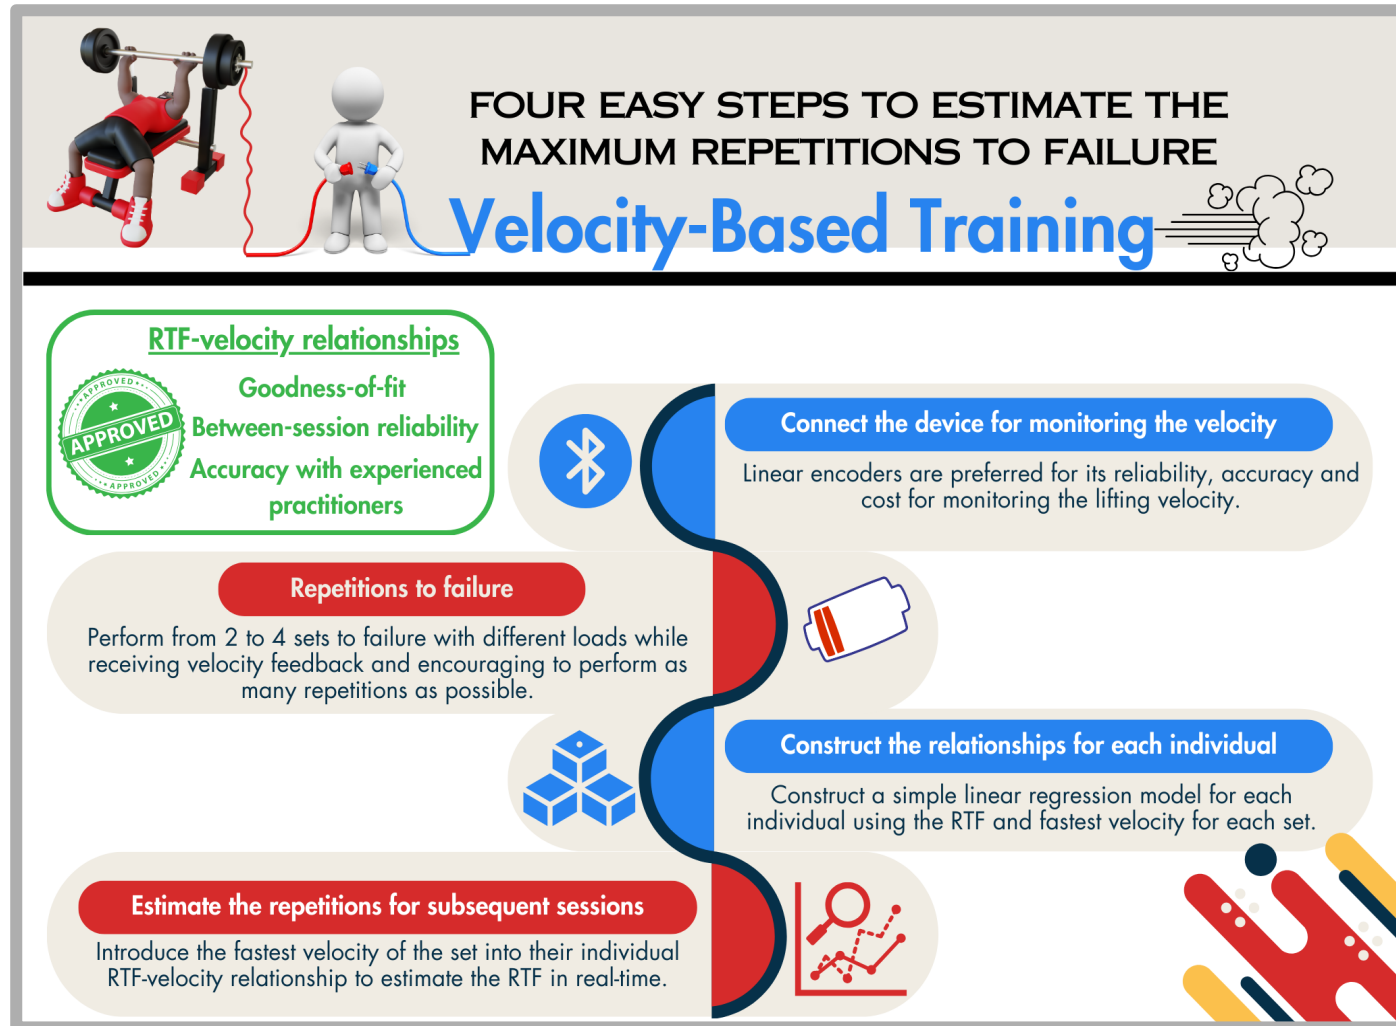 FOUR EASY STEPS TO ESTIMATE THE
MAXIMUM REPETITIONS TO FAILURE
Velocity-Based Training
RTF-velocity relationships
Goodness-of-fit
Between-session reliability
Accuracy with experienced
practitioners
APPROVED
APPROVED
APPROVED
Connect the device for monitoring the velocity
Linear encoders are preferred for its reliability, accuracy and
cost for monitoring the lifting velocity.
Repetitions to failure
Perform from 2 to 4 sets to failure with different loads while
receiving velocity feedback and encouraging to perform as
many repetitions as possible.
Construct the relationships for each individual
Construct a simple linear regression model for each
individual using the RTF and fastest velocity for each set.
Estimate the repetitions for subsequent sessions
Introduce the fastest velocity of the set into their individual
RTF-velocity relationship to estimate the RTF in real-time.